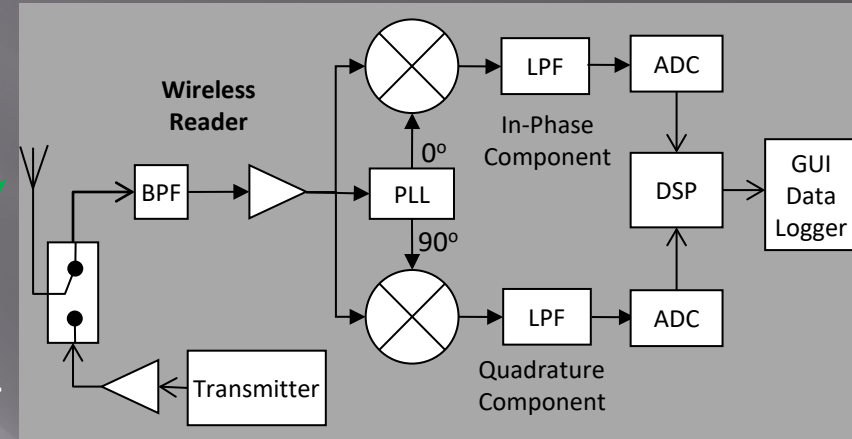 Wireless
Reader
LPF
ADC
In-Phase
Component
0°
BPF
PLL
DSP
GUI
Data
Logger
90°
LPF
ADC
Transmitter
Quadrature
Component